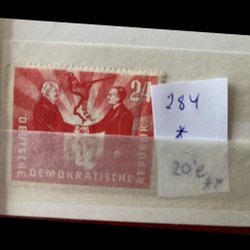 24
DEUTSCHE
DEMOKRATISCHE
REPUBLIK
284
*
20 €
**